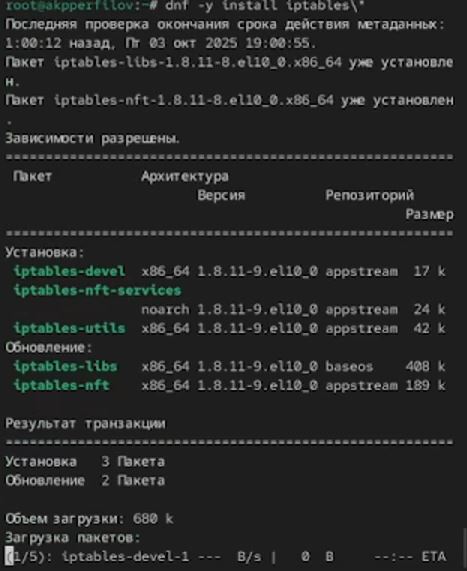 root@akpperfilov:~# dnf -y install iptables\*
Последняя проверка окончания срока действия метаданных:
1:00:12 назад, Пт 03 окт 2025 19:00:55.
Пакет iptables-libs-1.8.11-8.el10_0.x86_64 уже установле
н.
Пакет iptables-nft-1.8.11-8.el10_0.x86_64 уже установлен
.
Зависимости разрешены.
================================================================
Пакет Архитектура
Версия Репозиторий
Размер
================================================================
Установка:
iptables-devel x86_64 1.8.11-9.el10_0 appstream 17 k
iptables-nft-services
noarch 1.8.11-9.el10_0 appstream 24 k
iptables-utils x86_64 1.8.11-9.el10_0 appstream 42 k
Обновление:
iptables-libs x86_64 1.8.11-9.el10_0 baseos 408 k
iptables-nft x86_64 1.8.11-9.el10_0 appstream 189 k
Результат транзакции
================================================================
Установка 3 Пакета
Обновление 2 Пакета
Объем загрузки: 680 k
Загрузка пакетов:
(1/5): iptables-devel-1 --- B/s | 0 B --:-- ETA